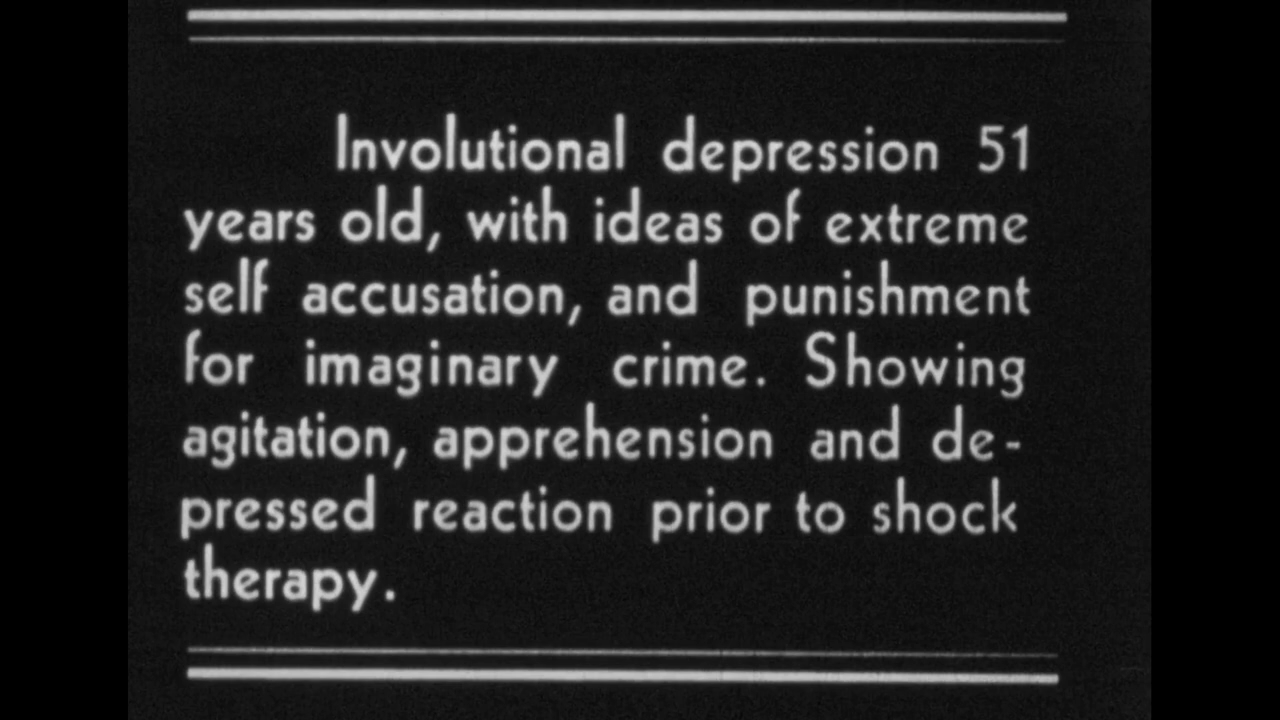 Involutional depression 51
years old, with ideas of extreme
self accusation, and punishment
for imaginary crime. Showing
agitation, apprehension and de-
pressed reaction prior to shock
therapy.